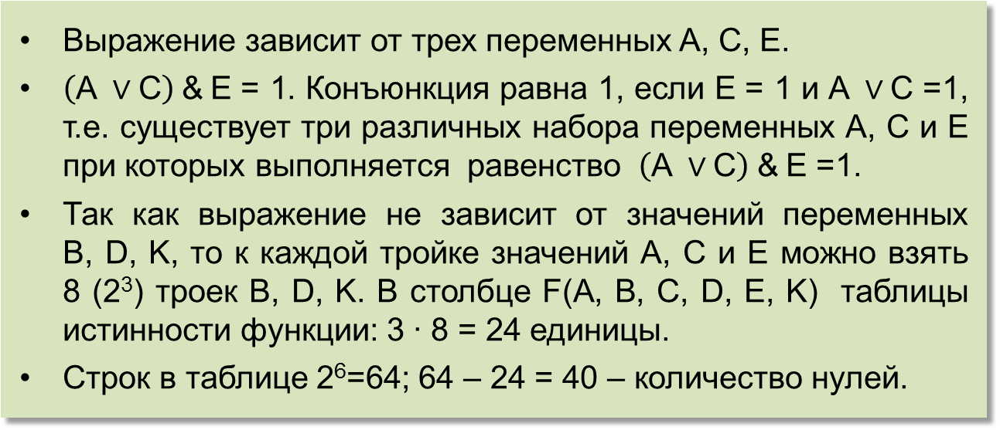 • Выражение зависит от трех переменных А, С, Е.
• (А ∨ С) & Е = 1. Конъюнкция равна 1, если Е = 1 и А ∨ С =1,
т.е. существует три различных набора переменных А, С и Е
при которых выполняется равенство (А ∨ С) & Е =1.
• Так как выражение не зависит от значений переменных
B, D, K, то к каждой тройке значений А, С и Е можно взять
8 (2³) троек B, D, K. В столбце F(A, B, C, D, E, K) таблицы
истинности функции: 3 · 8 = 24 единицы.
• Строк в таблице 2⁶=64; 64 – 24 = 40 – количество нулей.